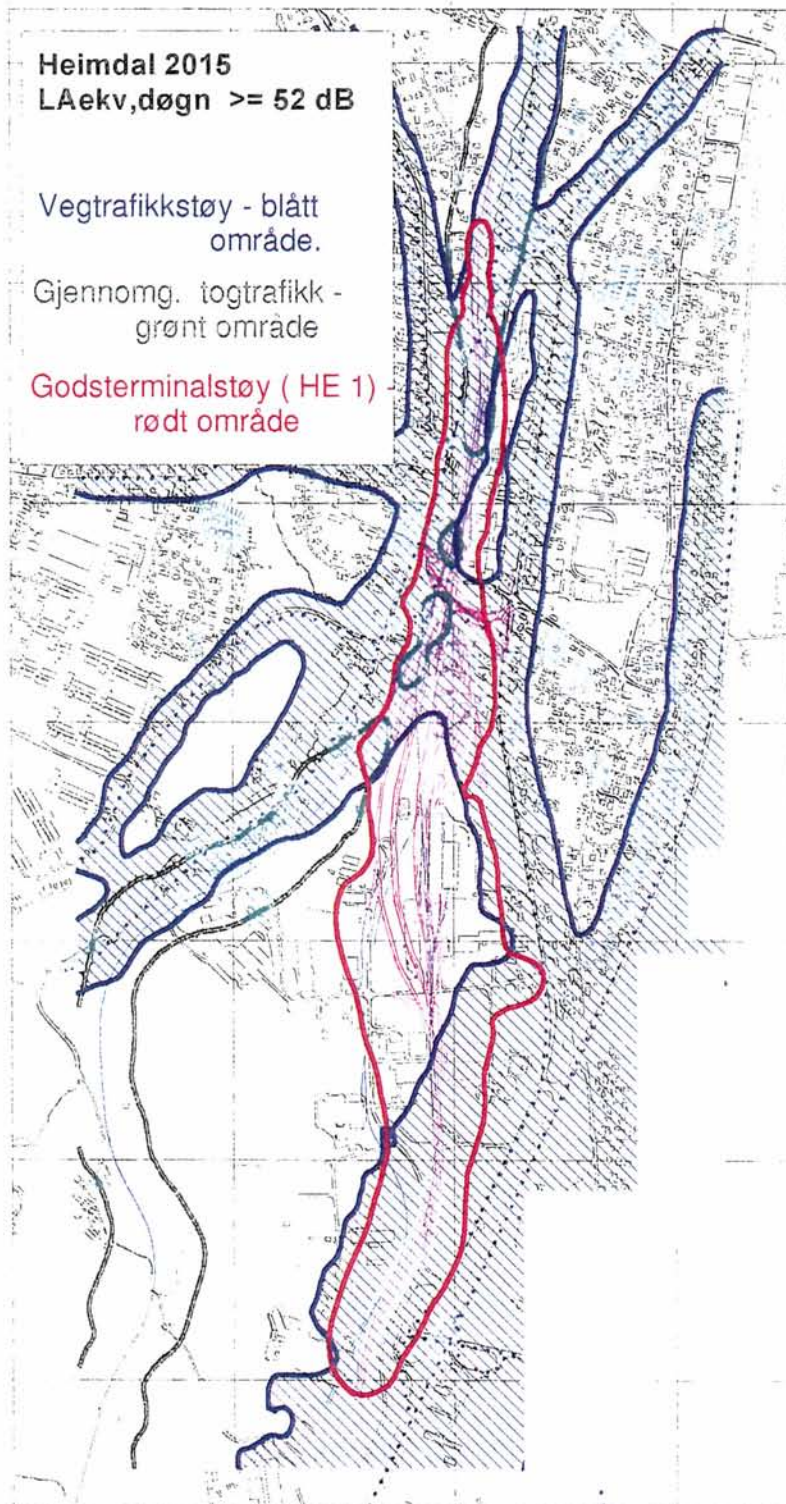 Heimdal 2015
LAekv,døgn >= 52 dB
Vegtrafikkstøy - blått
område.
Gjennomg. togtrafikk -
grønt område
Godsterminalstøy ( HE 1) -
rødt område